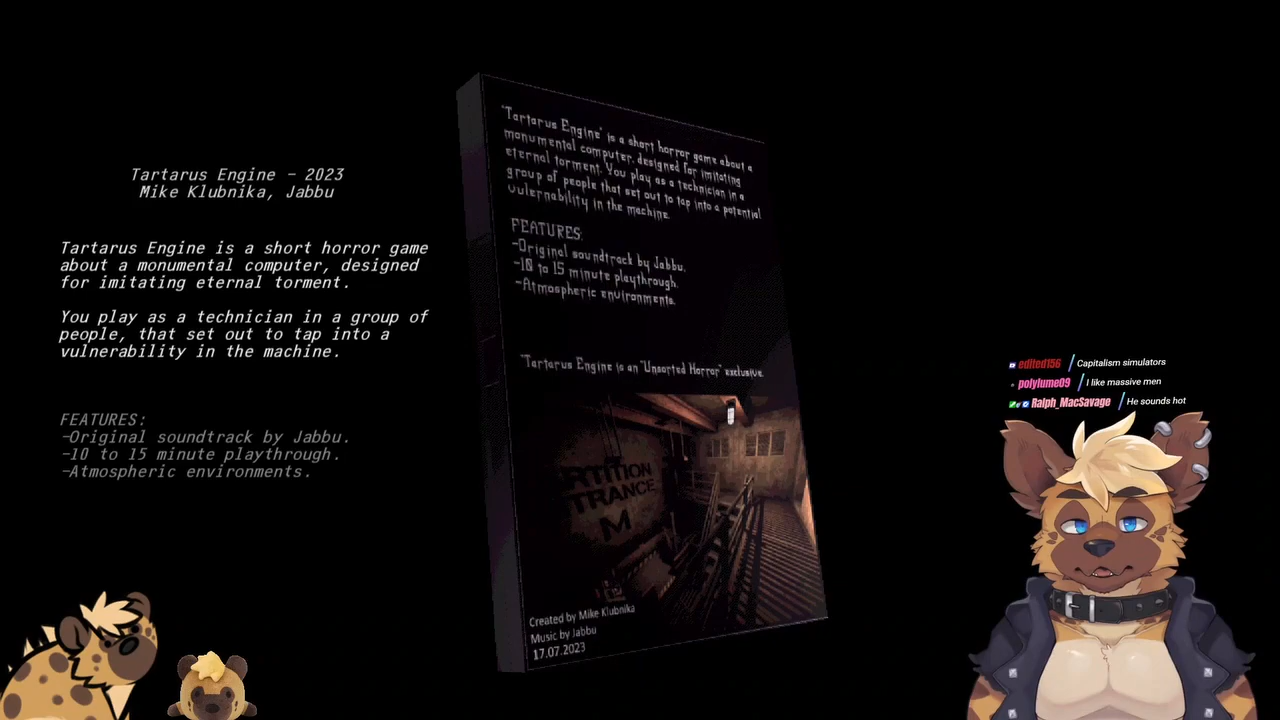 Tartarus Engine - 2023
Mike Klubnika, Jabbu
Tartarus Engine is a short horror game
about a monumental computer, designed
for imitating eternal torment.
You play as a technician in a group of
people, that set out to tap into a
vulnerability in the machine.
FEATURES:
-Original soundtrack by Jabbu.
-10 to 15 minute playthrough.
-Atmospheric environments.
"Tartarus Engine" is a short horror game about a
monumental computer, designed for imitating
eternal torment. You play as a technician in a
group of people that set out to tap into a potential
vulernability in the machine.
FEATURES:
-Original soundtrack by Jabbu.
-10 to 15 minute playthrough.
-Atmospheric environments.
"Tartarus Engine is an "Unsorted Horror" exclusive.
RTITION
TRANCE
M
Created by Mike Klubnika
Music by Jabbu
17.07.2023
edited156 / Capitalism simulators
polylume09 / I like massive men
Ralph_MacSavage / He sounds hot